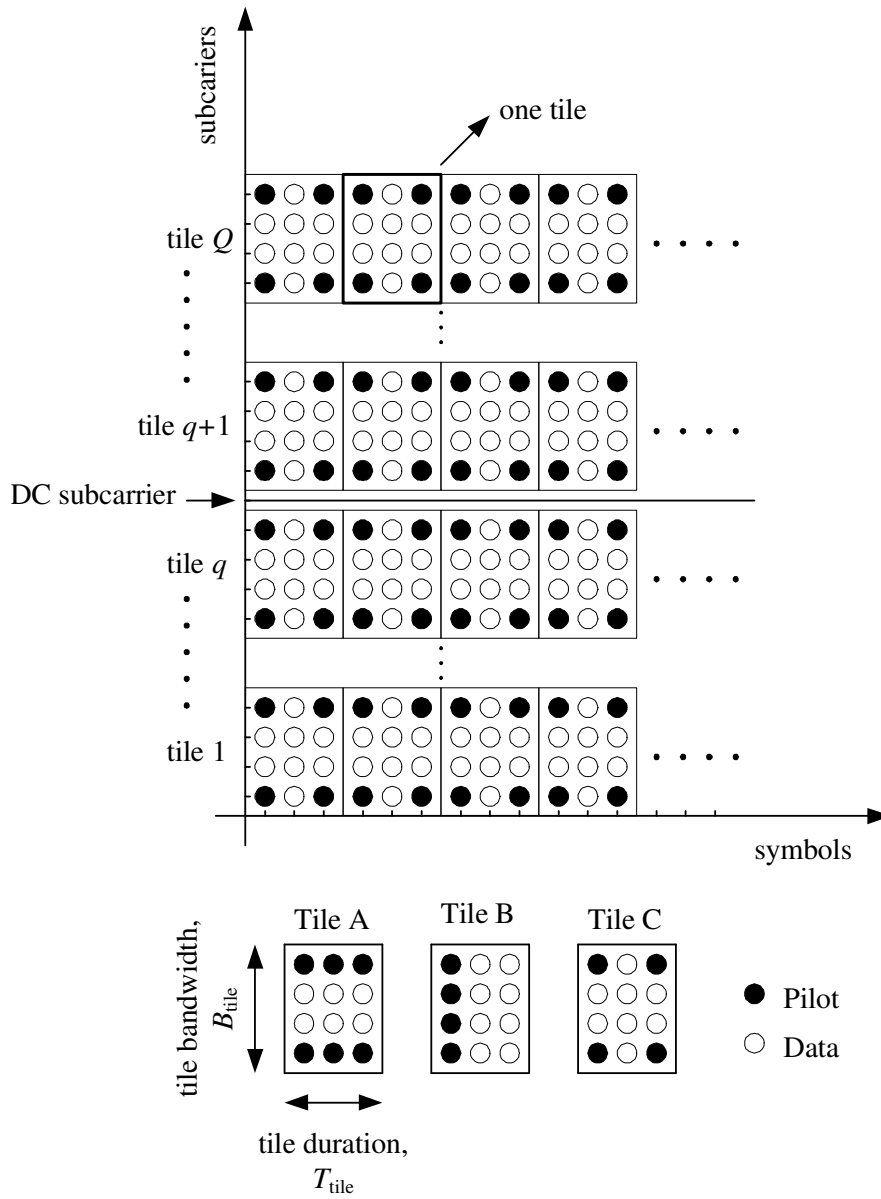 subcariers
one tile
tile Q
tile q+1
DC subcarrier
tile q
tile 1
symbols
Tile A
Tile B
Tile C
tile bandwidth,
B_tile
Pilot
Data
tile duration,
T_tile